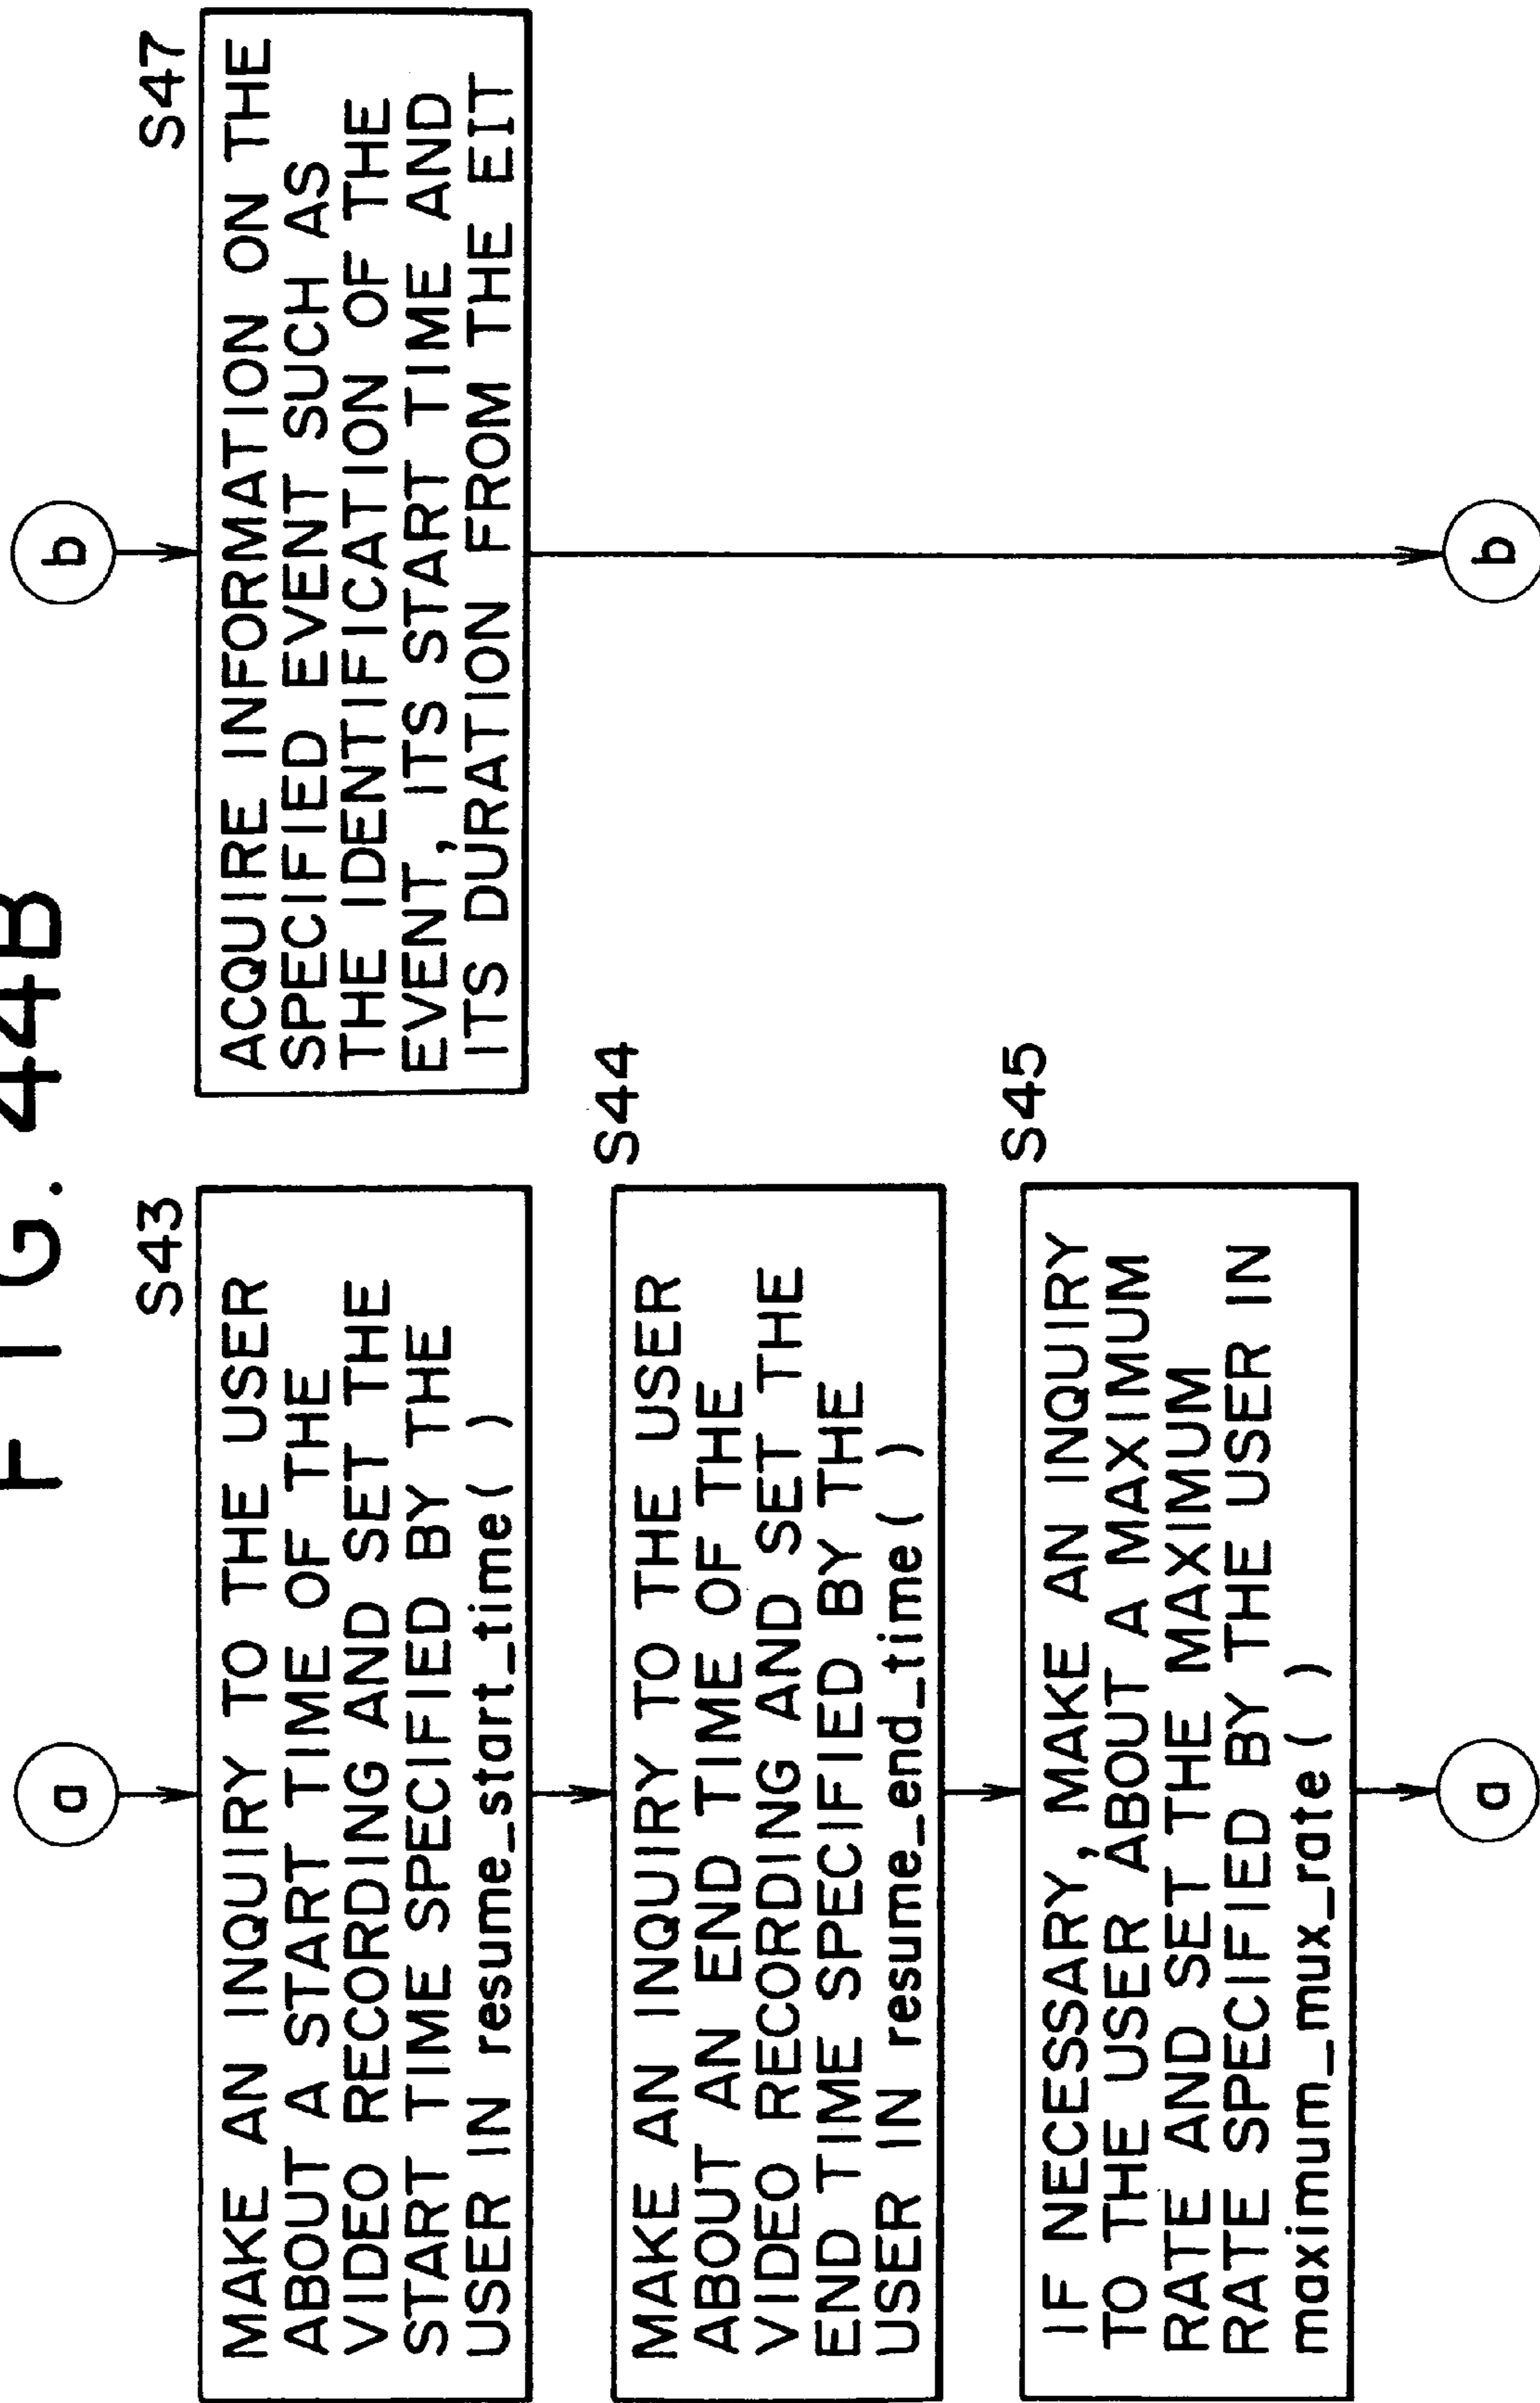 FIG. 44B
a
S43
MAKE AN INQUIRY TO THE USER
ABOUT A START TIME OF THE
VIDEO RECORDING AND SET THE
START TIME SPECIFIED BY THE
USER IN resume_start_time( )
S44
MAKE AN INQUIRY TO THE USER
ABOUT AN END TIME OF THE
VIDEO RECORDING AND SET THE
END TIME SPECIFIED BY THE
USER IN resume_end_time( )
S45
IF NECESSARY, MAKE AN INQUIRY
TO THE USER ABOUT A MAXIMUM
RATE AND SET THE MAXIMUM
RATE SPECIFIED BY THE USER IN
maximum_mux_rate( )
a
b
S47
ACQUIRE INFORMATION ON THE
SPECIFIED EVENT SUCH AS
THE IDENTIFICATION OF THE
EVENT, ITS START TIME AND
ITS DURATION FROM THE EIT
b